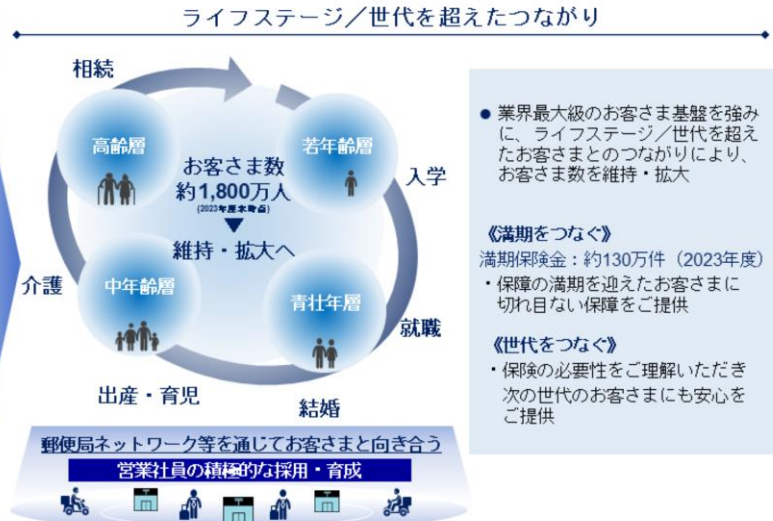 ライフステージ／世代を超えたつながり
相続
高齢層
若年齢層
入学
お客さま数
約1,800万人
(2023年度末時点)
維持・拡大へ
介護
中年齢層
青壮年層
就職
出産・育児
結婚
郵便局ネットワーク等を通じてお客さまと向き合う
営業社員の積極的な採用・育成
● 業界最大級のお客さま基盤を強み
に、ライフステージ／世代を超え
たお客さまとのつながりにより、
お客さま数を維持・拡大
《満期をつなぐ》
満期保険金：約130万件（2023年度）
・保障の満期を迎えたお客さまに
切れ目ない保障をご提供
《世代をつなぐ》
・保険の必要性をご理解いただき
次の世代のお客さまにも安心を
ご提供